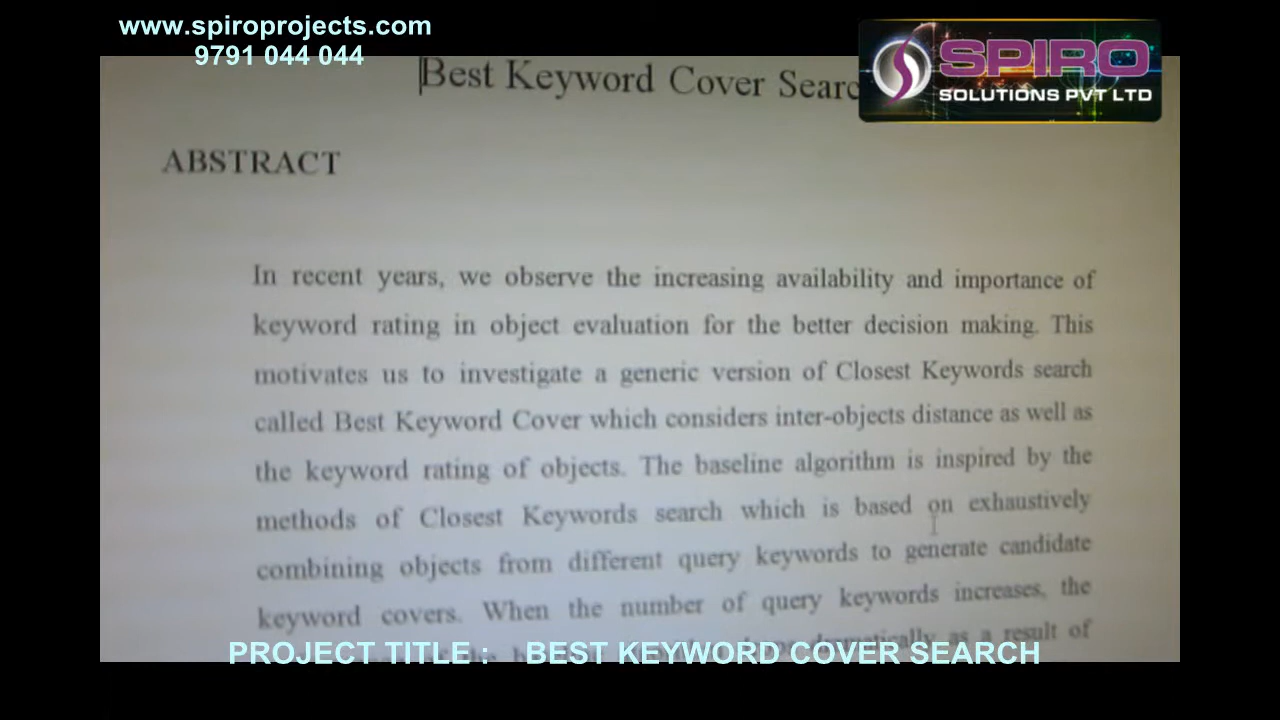 www.spiroprojects.com
9791 044 044
SPIRO
SOLUTIONS PVT LTD
Best Keyword Cover Searc
ABSTRACT
In recent years, we observe the increasing availability and importance of
keyword rating in object evaluation for the better decision making. This
motivates us to investigate a generic version of Closest Keywords search
called Best Keyword Cover which considers inter-objects distance as well as
the keyword rating of objects. The baseline algorithm is inspired by the
methods of Closest Keywords search which is based on exhaustively
combining objects from different query keywords to generate candidate
keyword covers. When the number of query keywords increases, the
dramatically as a result of
PROJECT TITLE : BEST KEYWORD COVER SEARCH